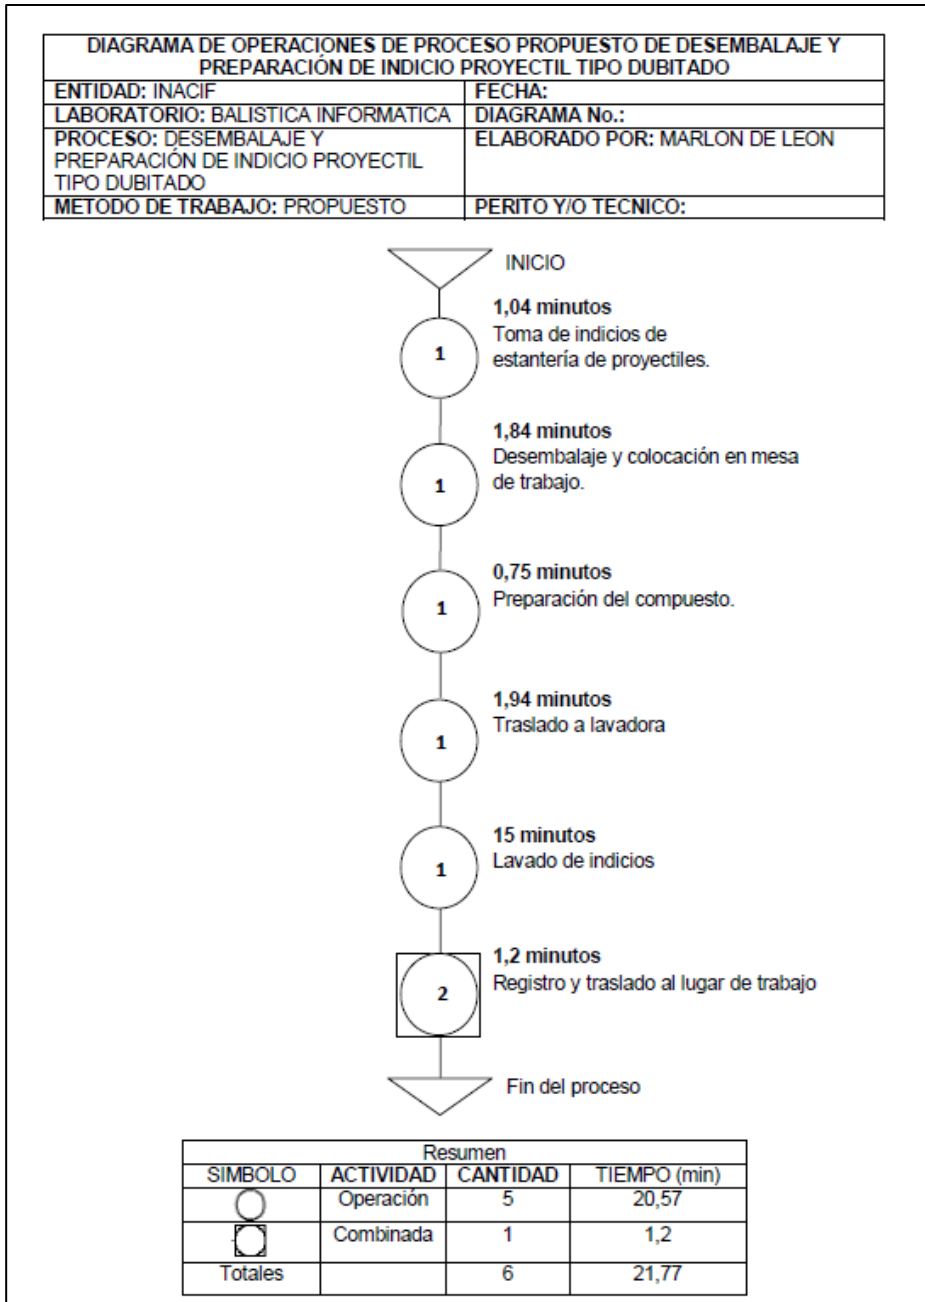 DIAGRAMA DE OPERACIONES DE PROCESO PROPUESTO DE DESEMBALAJE Y
PREPARACIÓN DE INDICIO PROYECTIL TIPO DUBITADO
ENTIDAD: INACIF
FECHA:
LABORATORIO: BALISTICA INFORMATICA
DIAGRAMA No.:
PROCESO: DESEMBALAJE Y
PREPARACIÓN DE INDICIO PROYECTIL
TIPO DUBITADO
ELABORADO POR: MARLON DE LEON
METODO DE TRABAJO: PROPUESTO
PERITO Y/O TECNICO:
INICIO
1,04 minutos
1
Toma de indicios de
estantería de proyectiles.
1,84 minutos
1
Desembalaje y colocación en mesa
de trabajo.
0,75 minutos
1
Preparación del compuesto.
1,94 minutos
1
Traslado a lavadora
15 minutos
1
Lavado de indicios
1,2 minutos
2
Registro y traslado al lugar de trabajo
Fin del proceso
Resumen
SIMBOLO ACTIVIDAD CANTIDAD TIEMPO (min)
Operación 5 20,57
Combinada 1 1,2
Totales 6 21,77